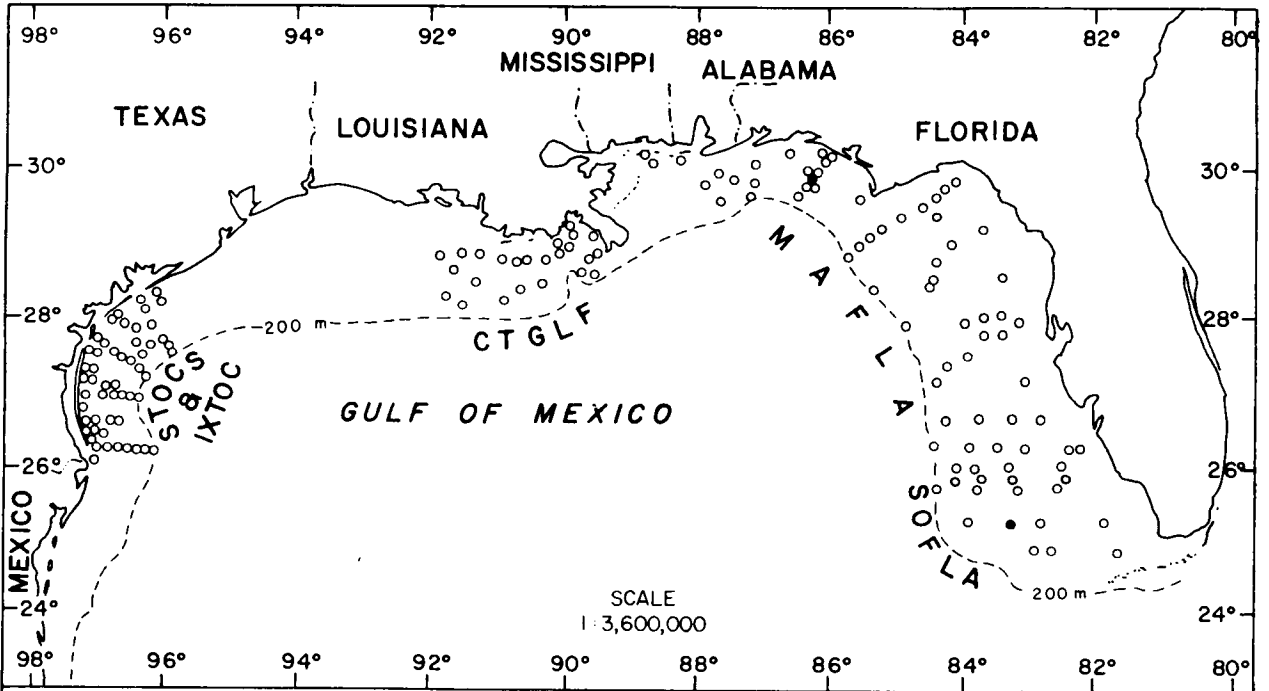 98° 96° 94° 92° 90° 88° 86° 84° 82° 80°
MISSISSIPPI
ALABAMA
TEXAS
LOUISIANA
FLORIDA
30° 30°
MAFLA
28° 28°
200 m
CTGLF
STOCS
&
IXTOC
GULF OF MEXICO
26° 26°
SOFLA
MEXICO
200 m
24° 24°
SCALE
1:3,600,000
98° 96° 94° 92° 90° 88° 86° 84° 82° 80°